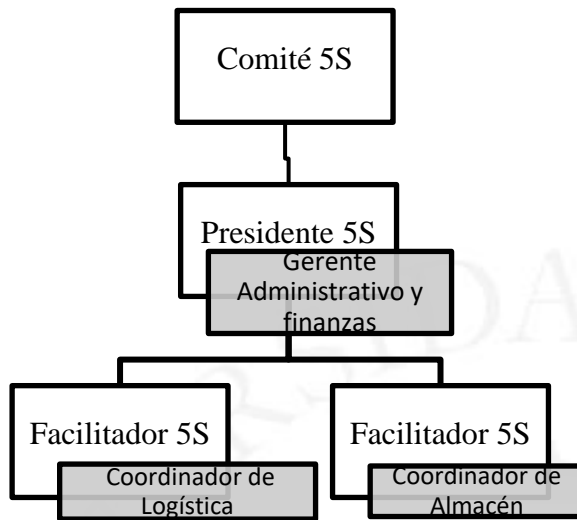 Comité 5S
Presidente 5S
Gerente
Administrativo y
finanzas
Facilitador 5S
Coordinador de
Logística
Facilitador 5S
Coordinador de
Almacén